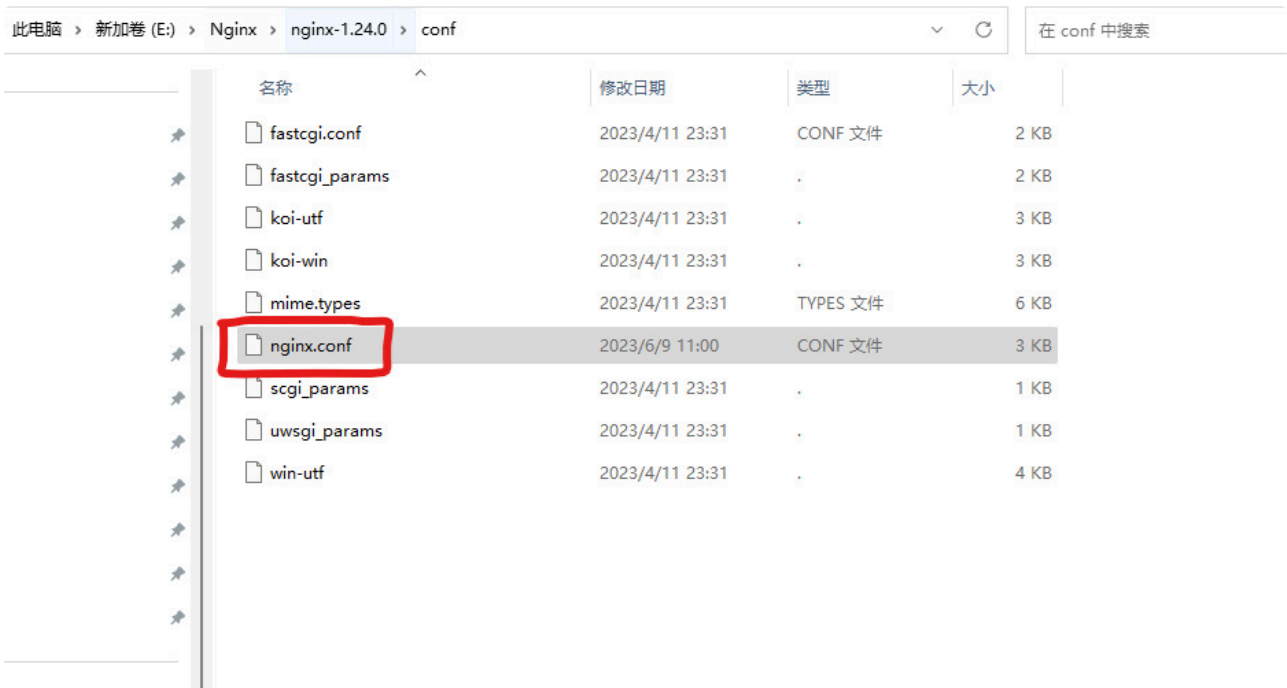 此电脑 › 新加卷 (E:) › Nginx › nginx-1.24.0 › conf 在 conf 中搜索
名称 修改日期 类型 大小
fastcgi.conf 2023/4/11 23:31 CONF 文件 2 KB
fastcgi_params 2023/4/11 23:31 . 2 KB
koi-utf 2023/4/11 23:31 . 3 KB
koi-win 2023/4/11 23:31 . 3 KB
mime.types 2023/4/11 23:31 TYPES 文件 6 KB
nginx.conf 2023/6/9 11:00 CONF 文件 3 KB
scgi_params 2023/4/11 23:31 . 1 KB
uwsgi_params 2023/4/11 23:31 . 1 KB
win-utf 2023/4/11 23:31 . 4 KB